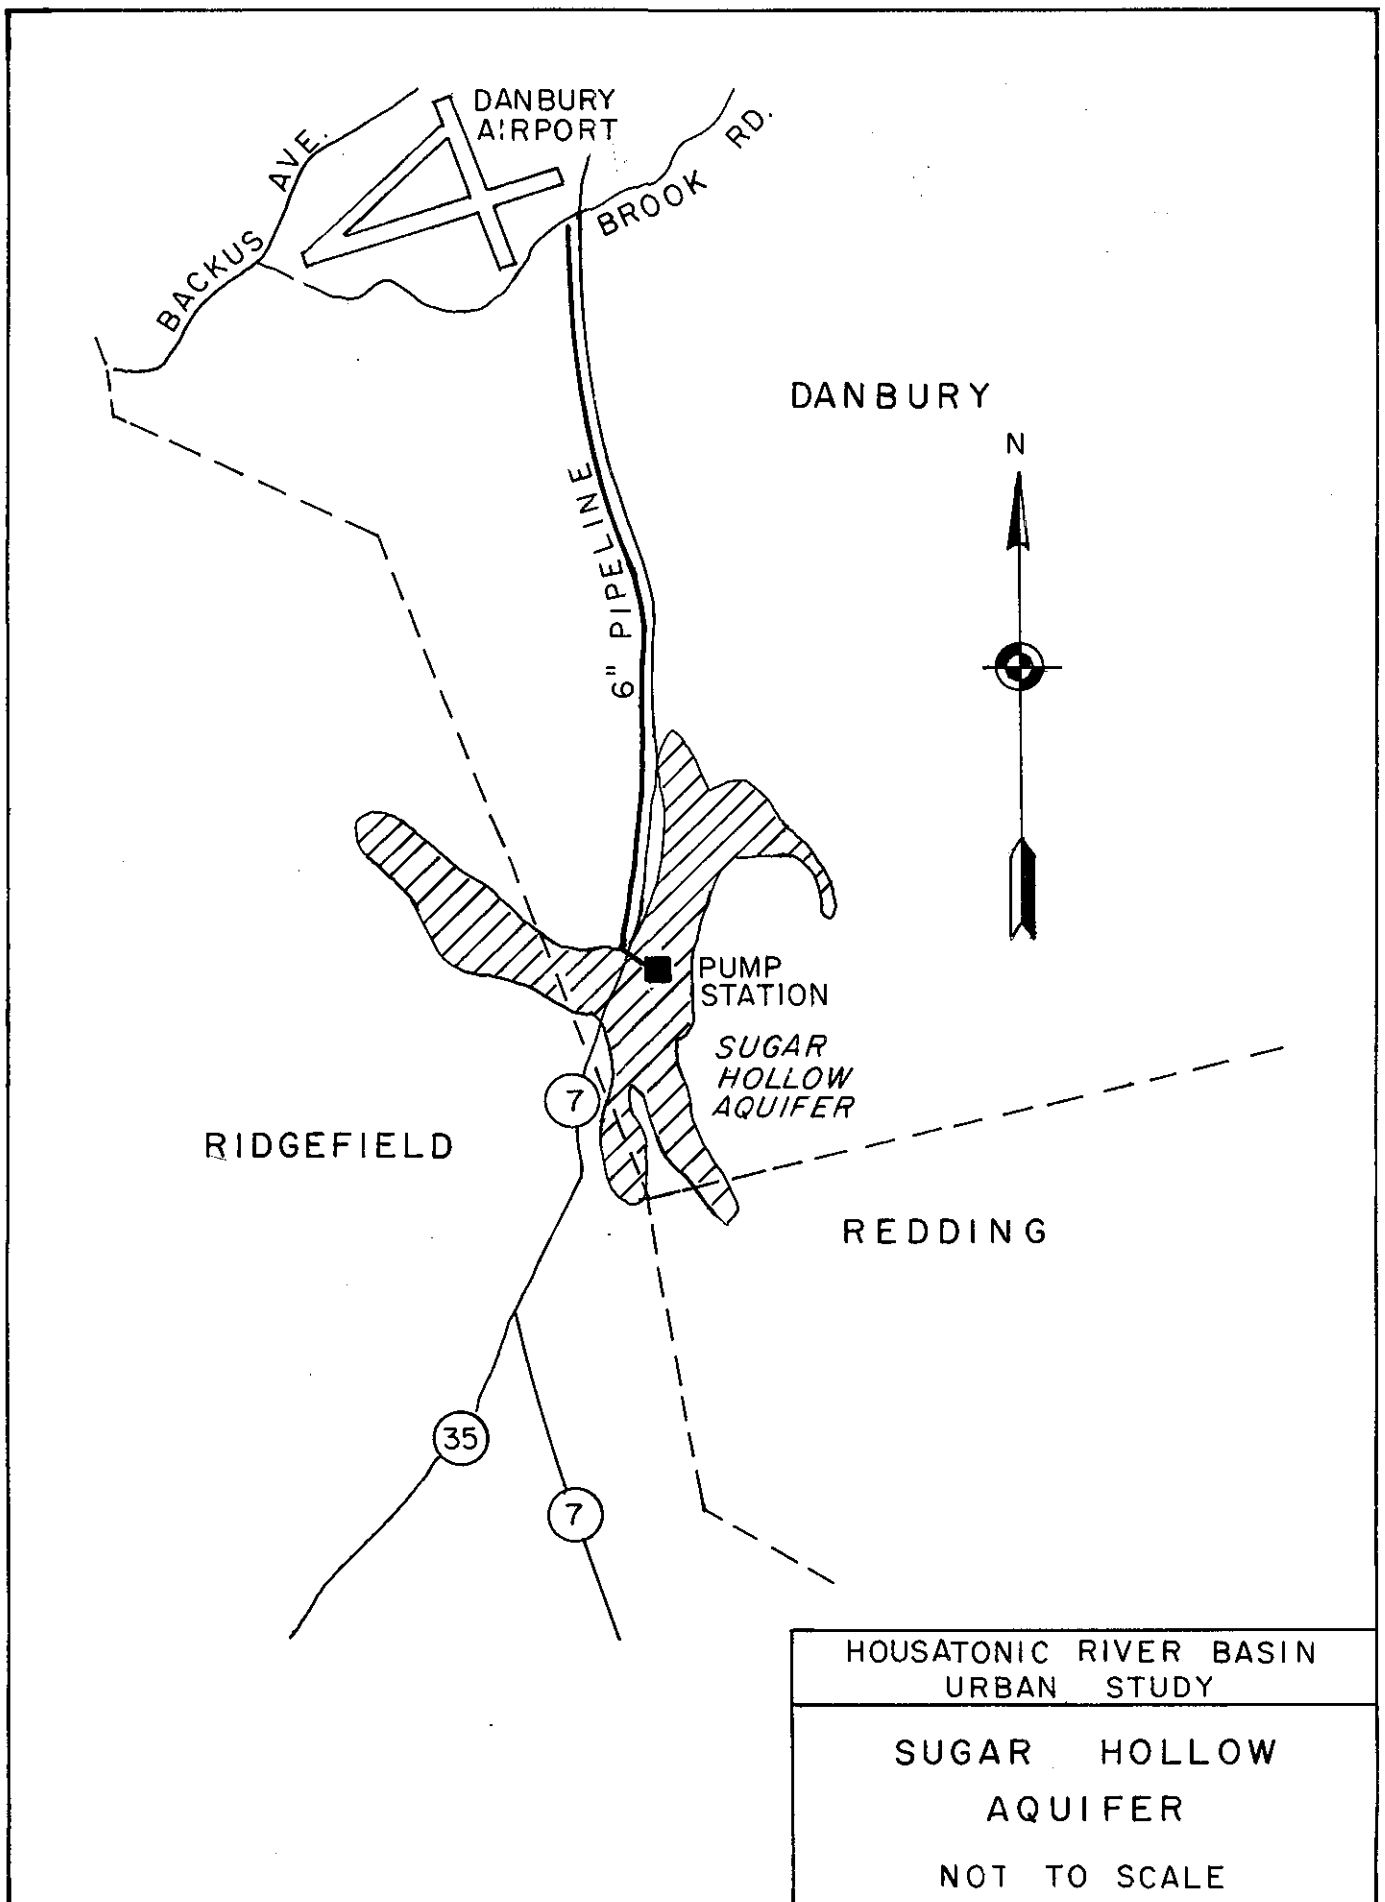 DANBURY
AIRPORT
BACKUS AVE.
BROOK RD.
DANBURY
N
6" PIPELINE
PUMP
STATION
SUGAR
HOLLOW
AQUIFER
7
RIDGEFIELD
REDDING
35
7
HOUSATONIC RIVER BASIN
URBAN STUDY
SUGAR HOLLOW
AQUIFER
NOT TO SCALE